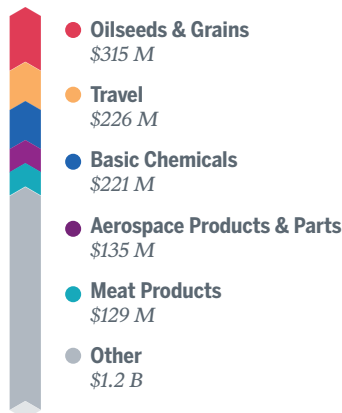 Oilseeds & Grains
$315 M
Travel
$226 M
Basic Chemicals
$221 M
Aerospace Products & Parts
$135 M
Meat Products
$129 M
Other
$1.2 B